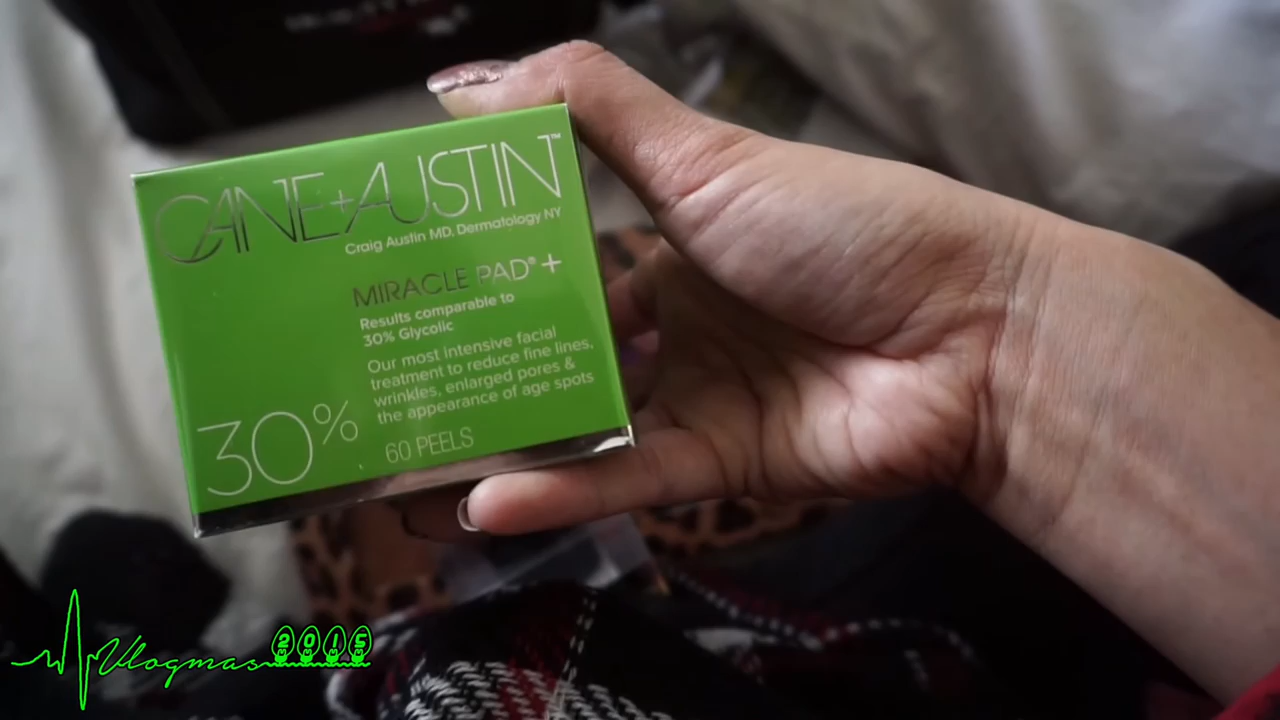 CANE+AUSTIN™
Craig Austin MD, Dermatology NY
MIRACLE PAD®+
Results comparable to
30% Glycolic
Our most intensive facial
treatment to reduce fine lines,
wrinkles, enlarged pores &
the appearance of age spots
30%
60 PEELS
Vlogmas 2015